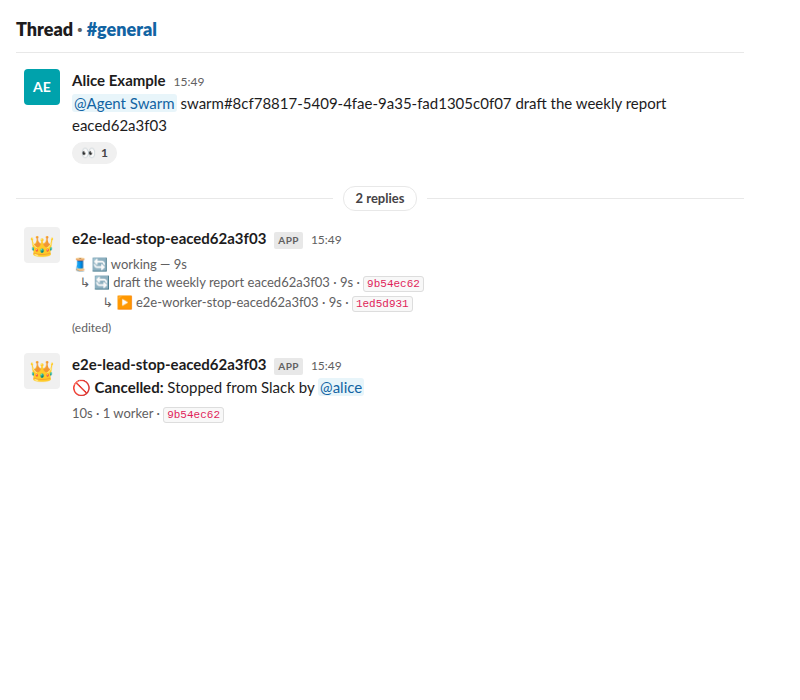 Thread • #general
AE
Alice Example 15:49
@Agent Swarm swarm#8cf78817-5409-4fae-9a35-fad1305c0f07 draft the weekly report
eaced62a3f03
👀 1
2 replies
e2e-lead-stop-eaced62a3f03 APP 15:49
🧵 🔄 working — 9s
↳ 🔄 draft the weekly report eaced62a3f03 · 9s · 9b54ec62
↳ ▶️ e2e-worker-stop-eaced62a3f03 · 9s · 1ed5d931
(edited)
e2e-lead-stop-eaced62a3f03 APP 15:49
🚫 Cancelled: Stopped from Slack by @alice
10s · 1 worker · 9b54ec62